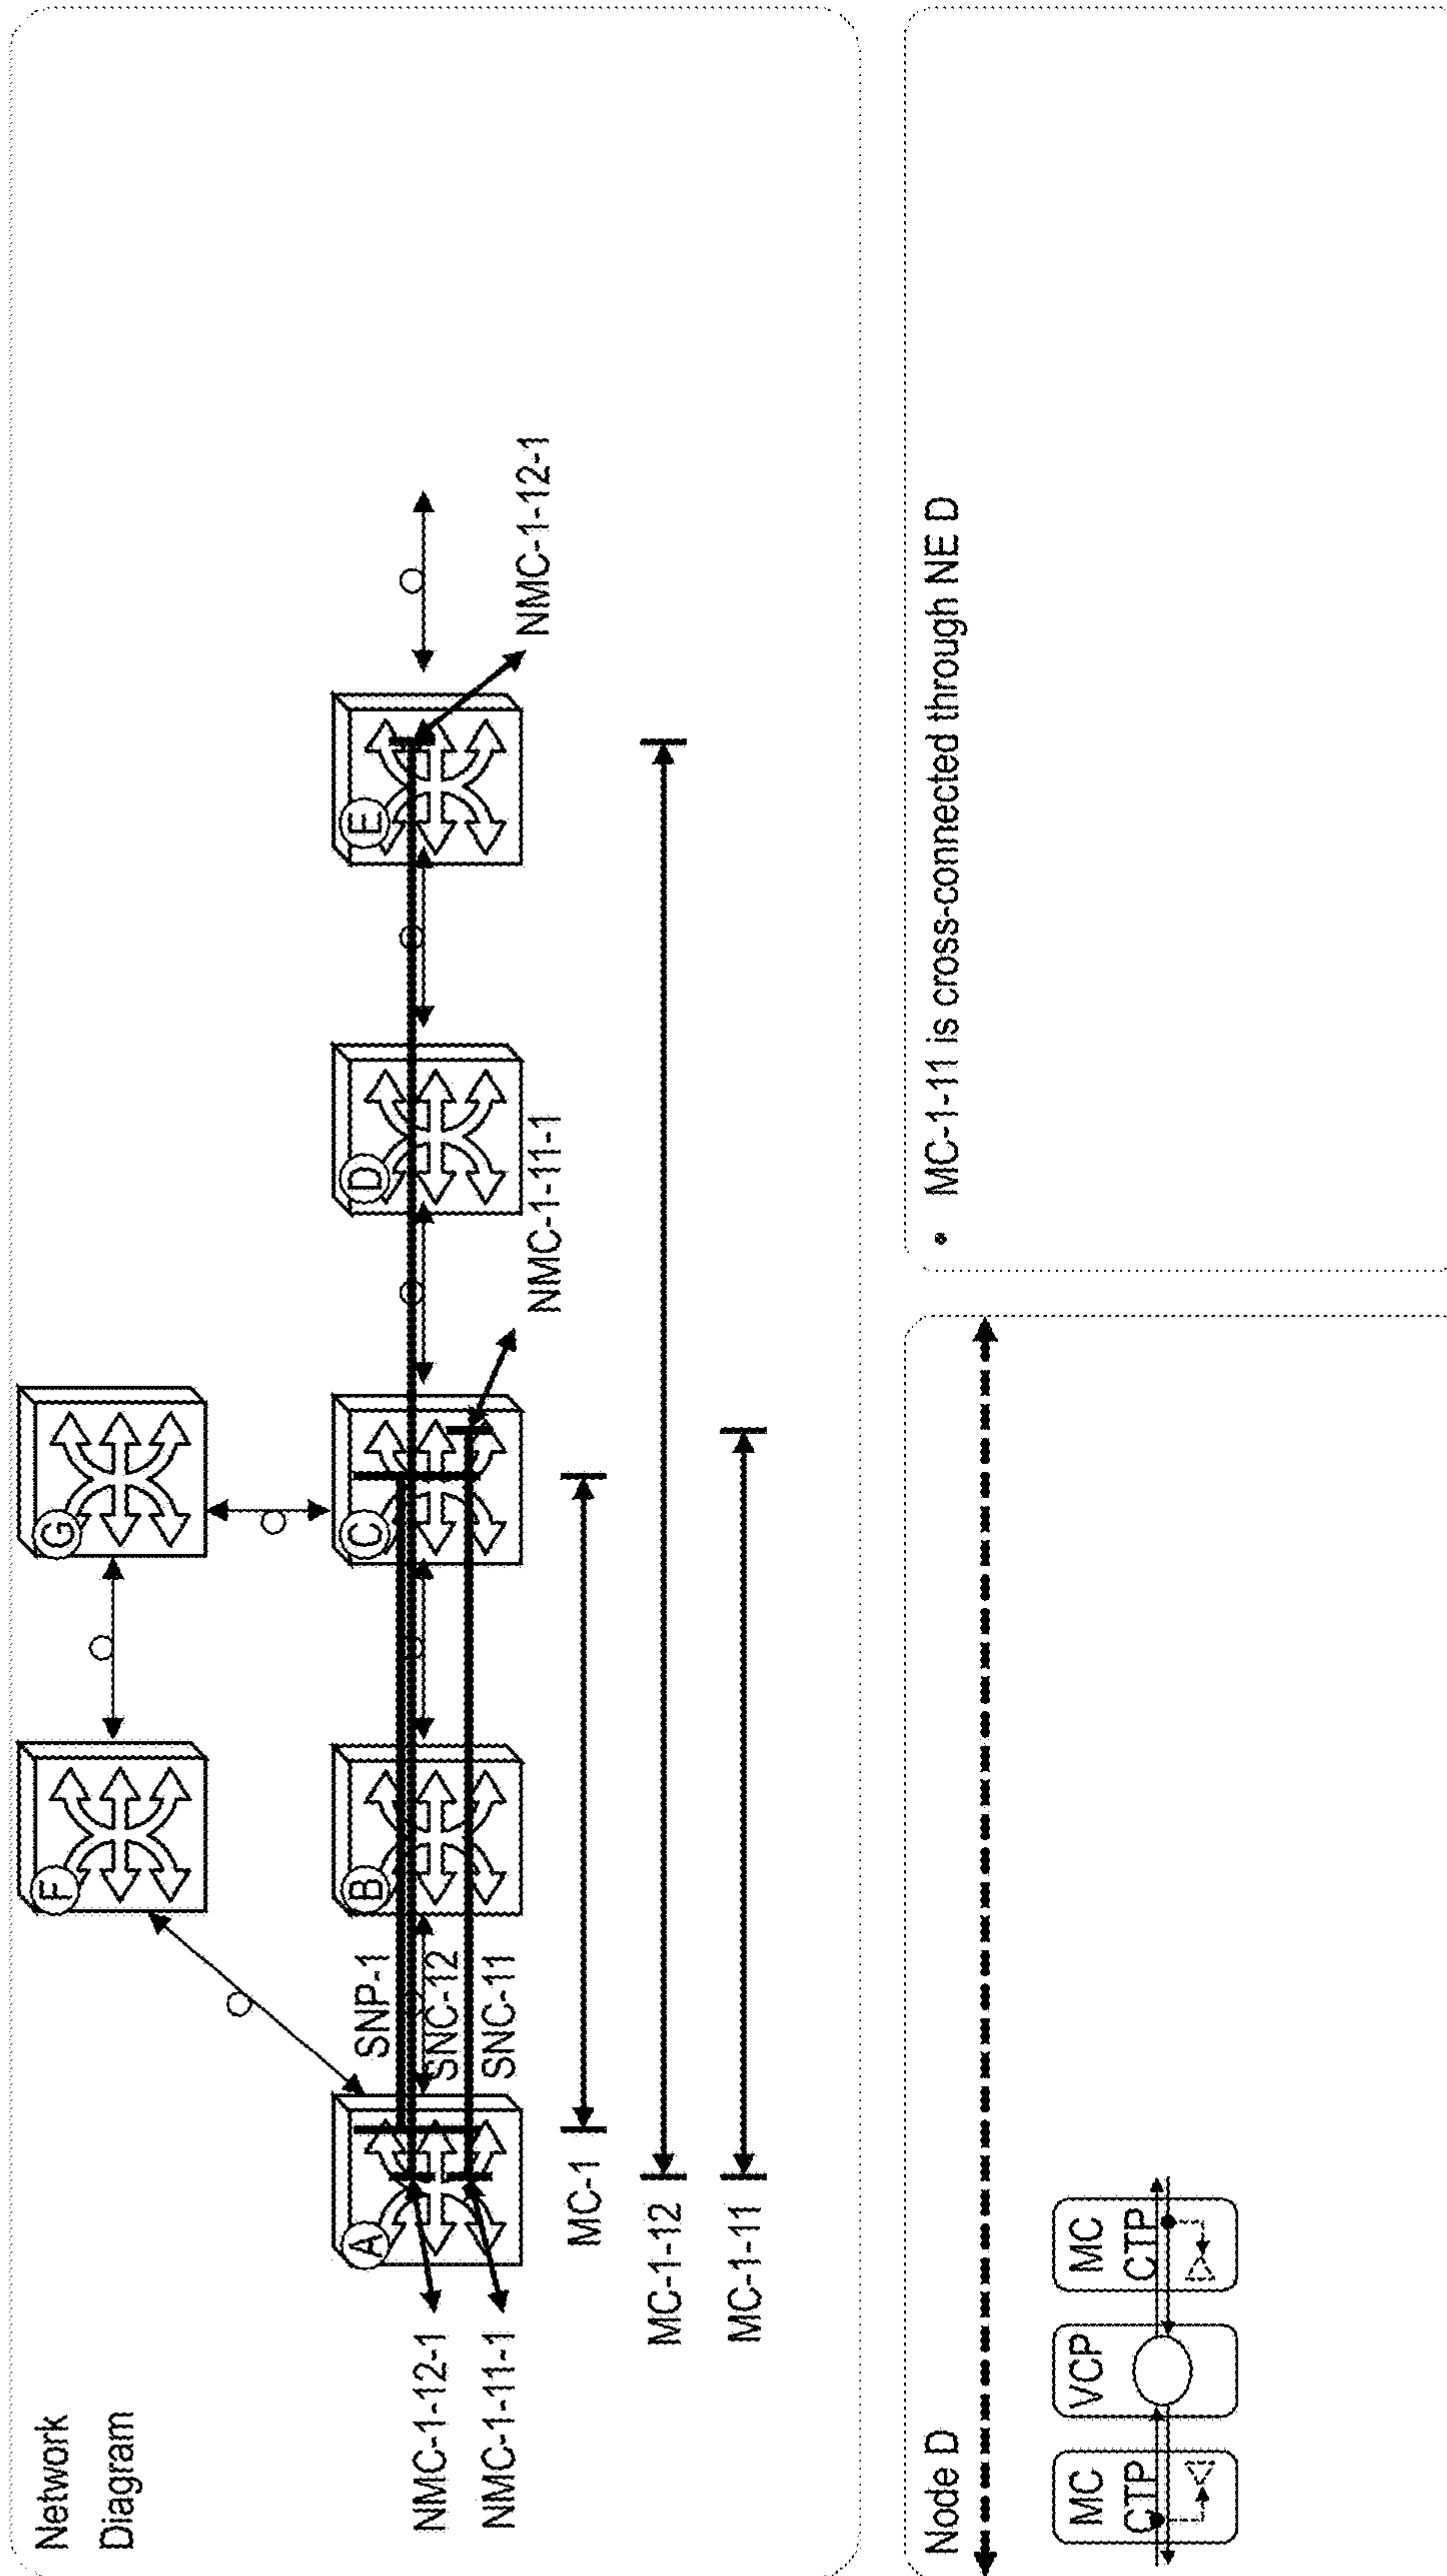 Network
Diagram
F
G
A
B
C
D
E
SNP-1
SNC-12
SNC-11
NMC-1-12-1
NMC-1-11-1
NMC-1-11-1
NMC-1-12-1
MC-1
MC-1-12
MC-1-11
Node D
MC
CTP
VCP
MC
CTP
• MC-1-11 is cross-connected through NE D